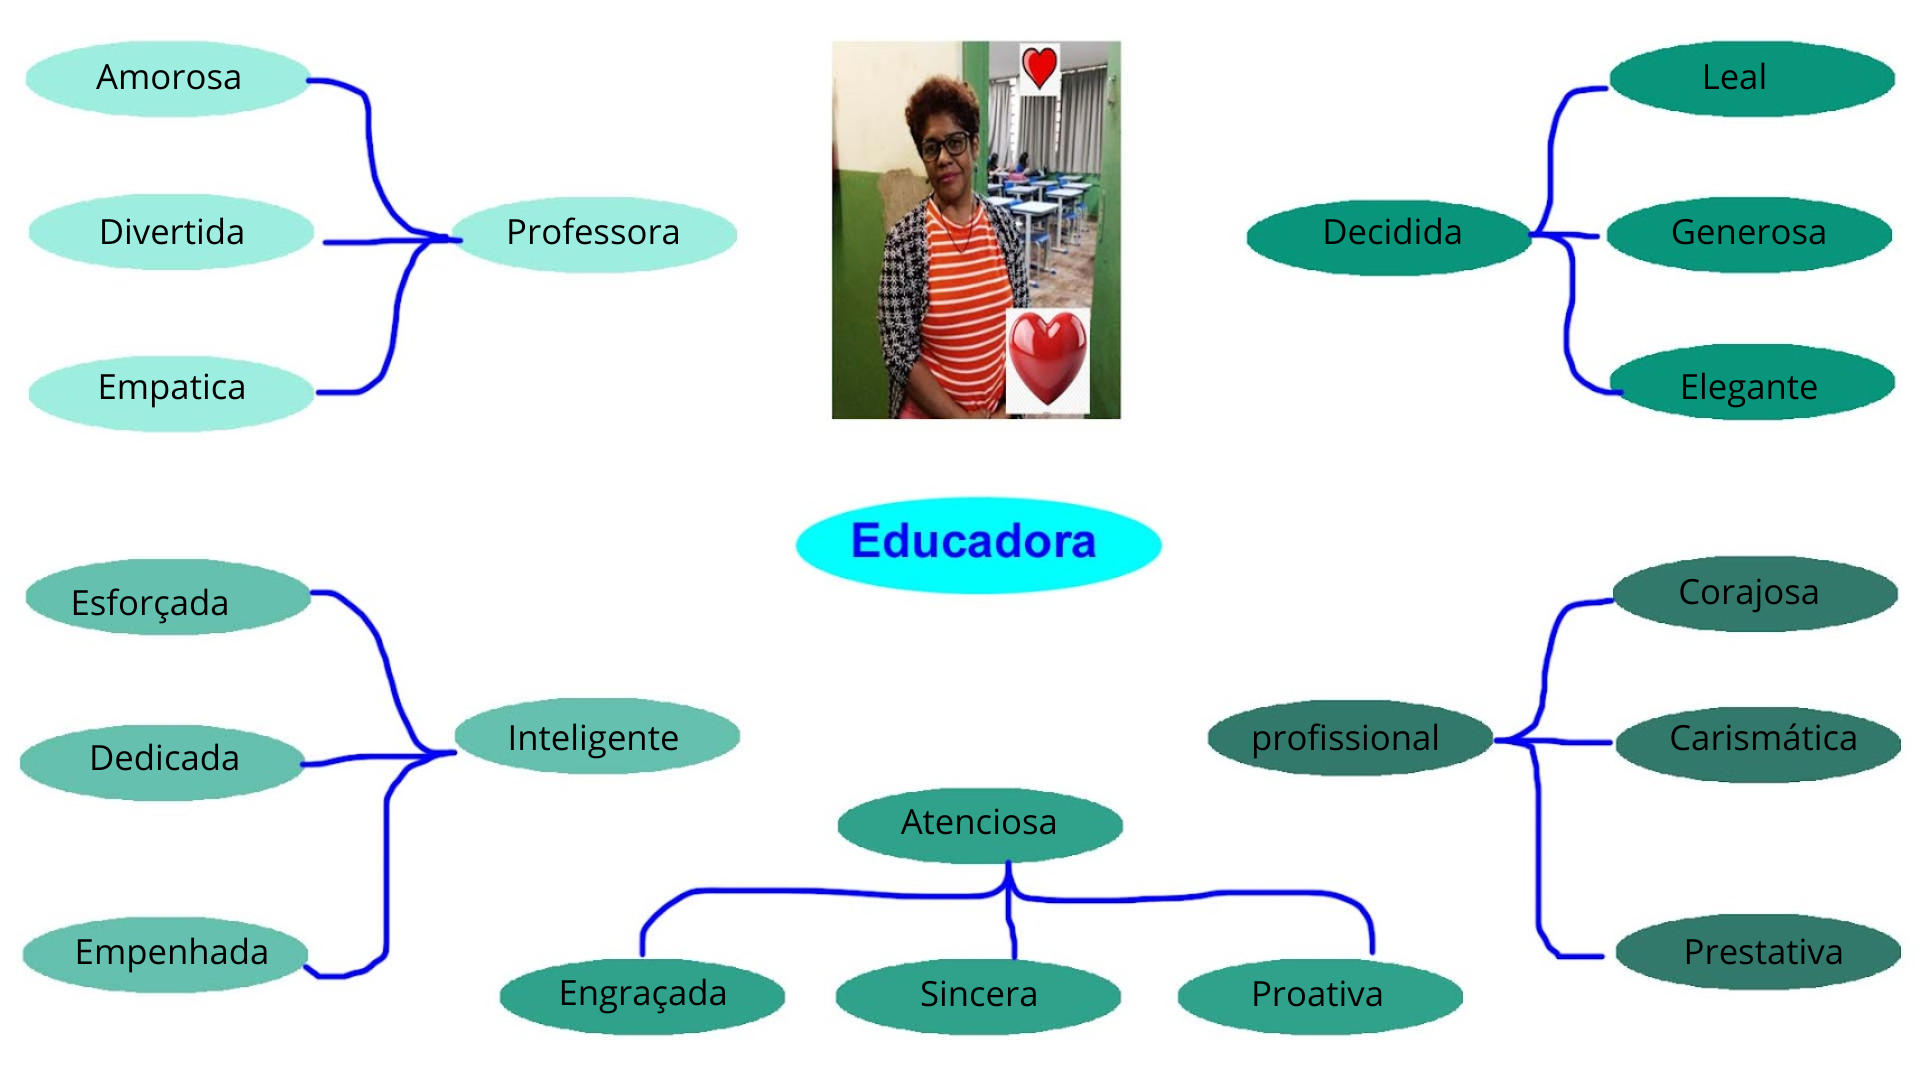 Amorosa
Divertida
Empatica
Professora
Leal
Decidida
Generosa
Elegante
Educadora
Esforçada
Dedicada
Empenhada
Inteligente
Corajosa
profissional
Carismática
Prestativa
Atenciosa
Engraçada
Sincera
Proativa